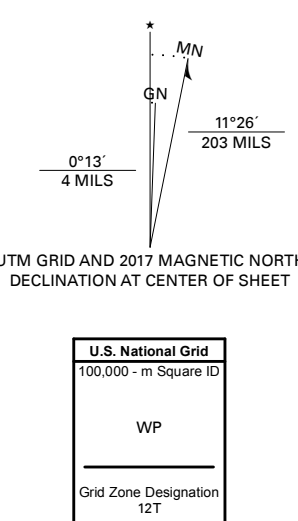 MN
GN
11°26´
203 MILS
0°13´
4 MILS
UTM GRID AND 2017 MAGNETIC NORTH
DECLINATION AT CENTER OF SHEET
U.S. National Grid
100,000 - m Square ID
WP
Grid Zone Designation
12T